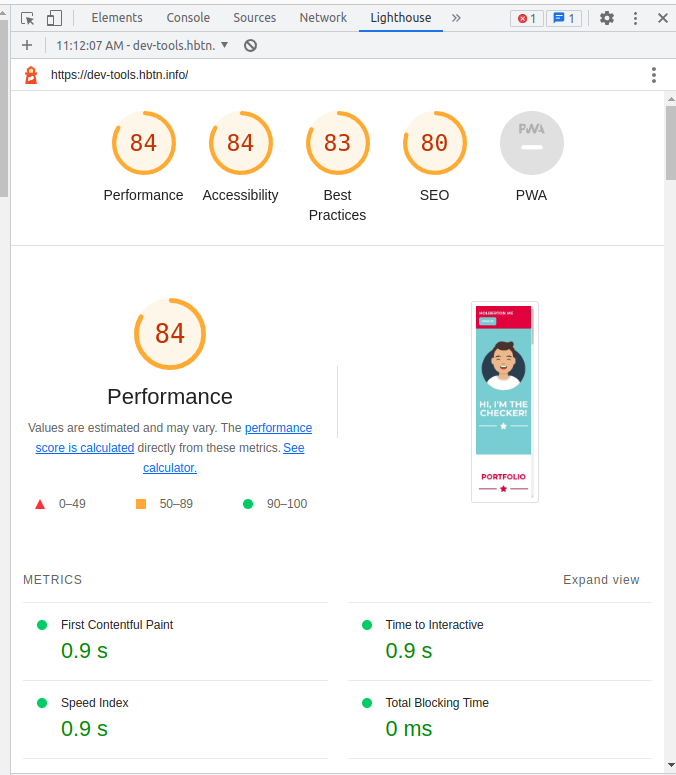 Elements Console Sources Network Lighthouse 1 1
11:12:07 AM - dev-tools.hbtn.
https://dev-tools.hbtn.info/
84 84 83 80 PWA
Performance Accessibility Best Practices SEO PWA
84
Performance
Values are estimated and may vary. The performance
score is calculated directly from these metrics. See
calculator.
0–49 50–89 90–100
HOLBERTON ME
HI, I'M THE
CHECKER!
PORTFOLIO
METRICS Expand view
First Contentful Paint
0.9 s
Time to Interactive
0.9 s
Speed Index
0.9 s
Total Blocking Time
0 ms